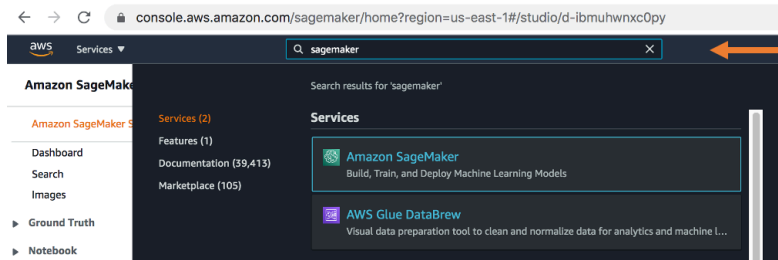 console.aws.amazon.com/sagemaker/home?region=us-east-1#/studio/d-ibmuhwnxc0py
aws Services ▼ sagemaker
Amazon SageMake
Search results for 'sagemaker'
Amazon SageMaker S
Dashboard
Search
Images
Ground Truth
Notebook
Services (2)
Features (1)
Documentation (39,413)
Marketplace (105)
Services
Amazon SageMaker
Build, Train, and Deploy Machine Learning Models
AWS Glue DataBrew
Visual data preparation tool to clean and normalize data for analytics and machine l...